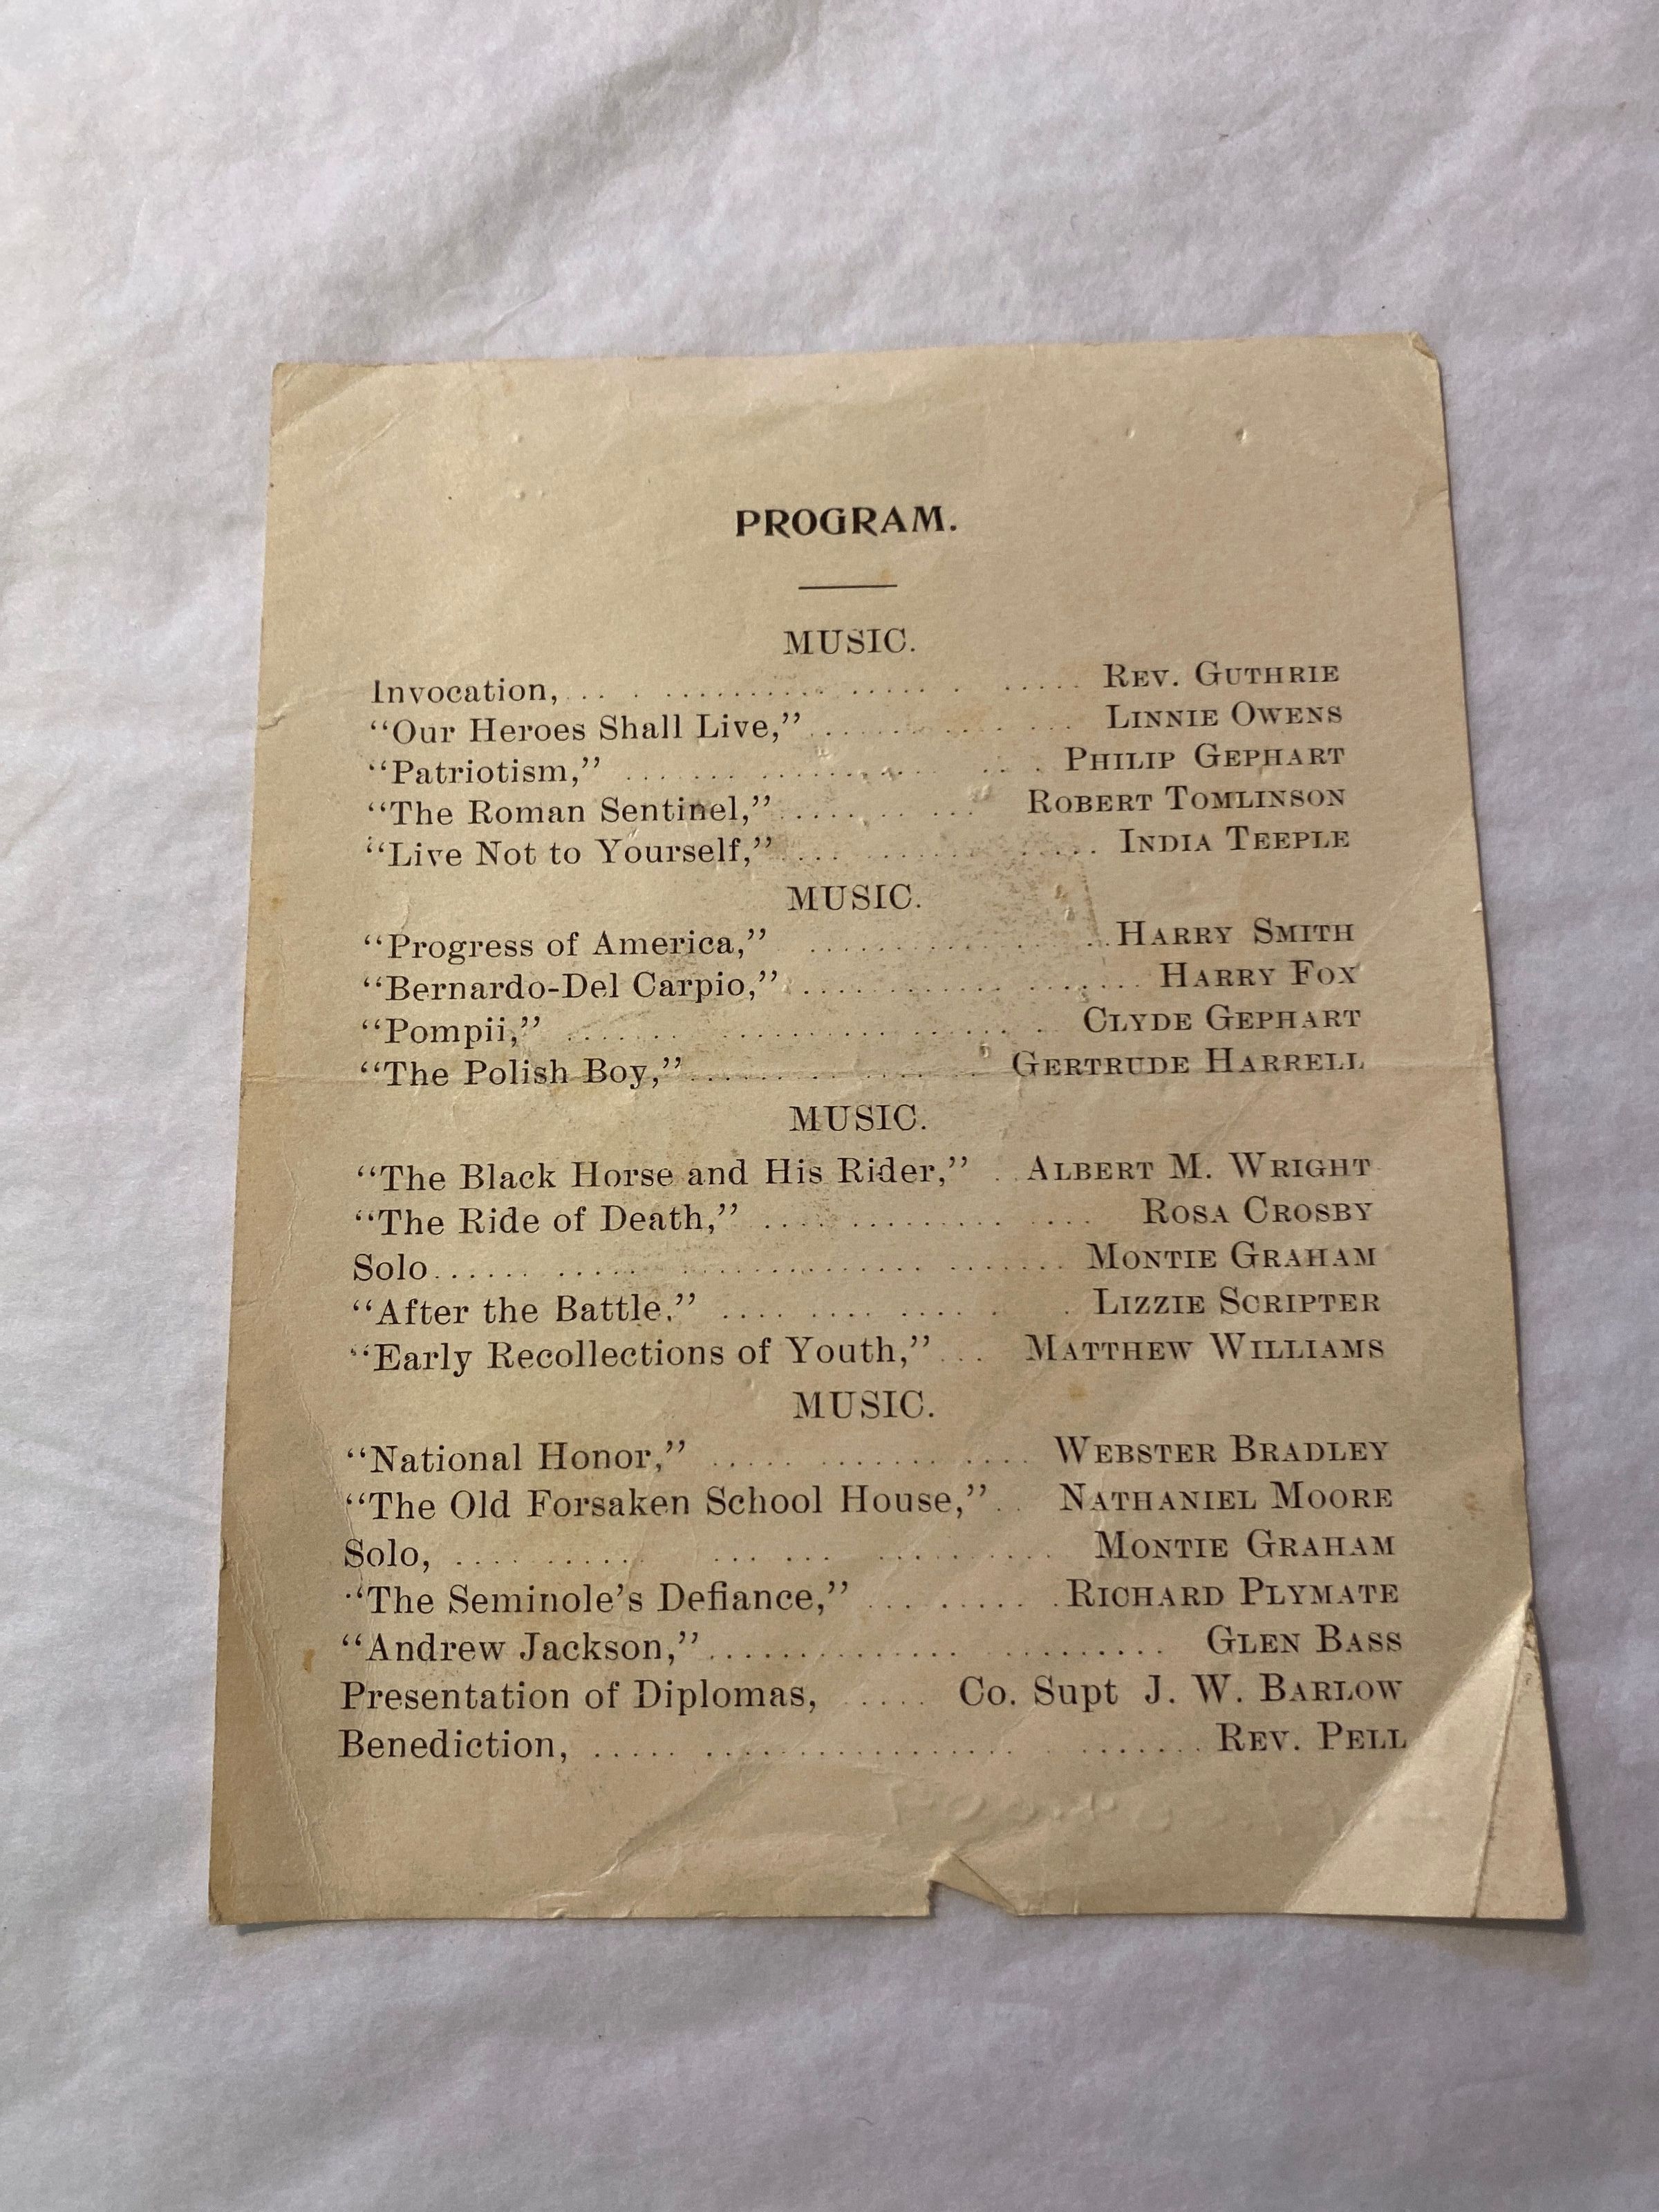 PROGRAM.
MUSIC.
Invocation, . . . . . . . . . . . . . . . . . . . . . . . . . REV. GUTHRIE
“Our Heroes Shall Live,” . . . . . . . . . . . . . . LINNIE OWENS
“Patriotism,” . . . . . . . . . . . . . . . . . . . . . . PHILIP GEPHART
“The Roman Sentinel,” . . . . . . . . . . . ROBERT TOMLINSON
“Live Not to Yourself,” . . . . . . . . . . . . . . . . INDIA TEEPLE
MUSIC.
“Progress of America,” . . . . . . . . . . . . . . . . HARRY SMITH
“Bernardo-Del Carpio,” . . . . . . . . . . . . . . . . . . HARRY FOX
“Pompii,” . . . . . . . . . . . . . . . . . . . . . . CLYDE GEPHART
“The Polish Boy,” . . . . . . . . . . . . . . . . GERTRUDE HARRELL
MUSIC.
“The Black Horse and His Rider,” . . ALBERT M. WRIGHT
“The Ride of Death,” . . . . . . . . . . . . . . . . ROSA CROSBY
Solo . . . . . . . . . . . . . . . . . . . . . . . . . . . . MONTIE GRAHAM
“After the Battle.” . . . . . . . . . . . . . . . LIZZIE SCRIPTER
“Early Recollections of Youth,” . . . MATTHEW WILLIAMS
MUSIC.
“National Honor,” . . . . . . . . . . . . . . . . WEBSTER BRADLEY
“The Old Forsaken School House,” . . NATHANIEL MOORE
Solo, . . . . . . . . . . . . . . . . . . . . . . . . . . MONTIE GRAHAM
“The Seminole’s Defiance,” . . . . . . . . . RICHARD PLYMATE
“Andrew Jackson,” . . . . . . . . . . . . . . . . . . . . . GLEN BASS
Presentation of Diplomas, . . . . . Co. Supt J. W. BARLOW
Benediction, . . . . . . . . . . . . . . . . . . . . . . . . . . REV. PELL